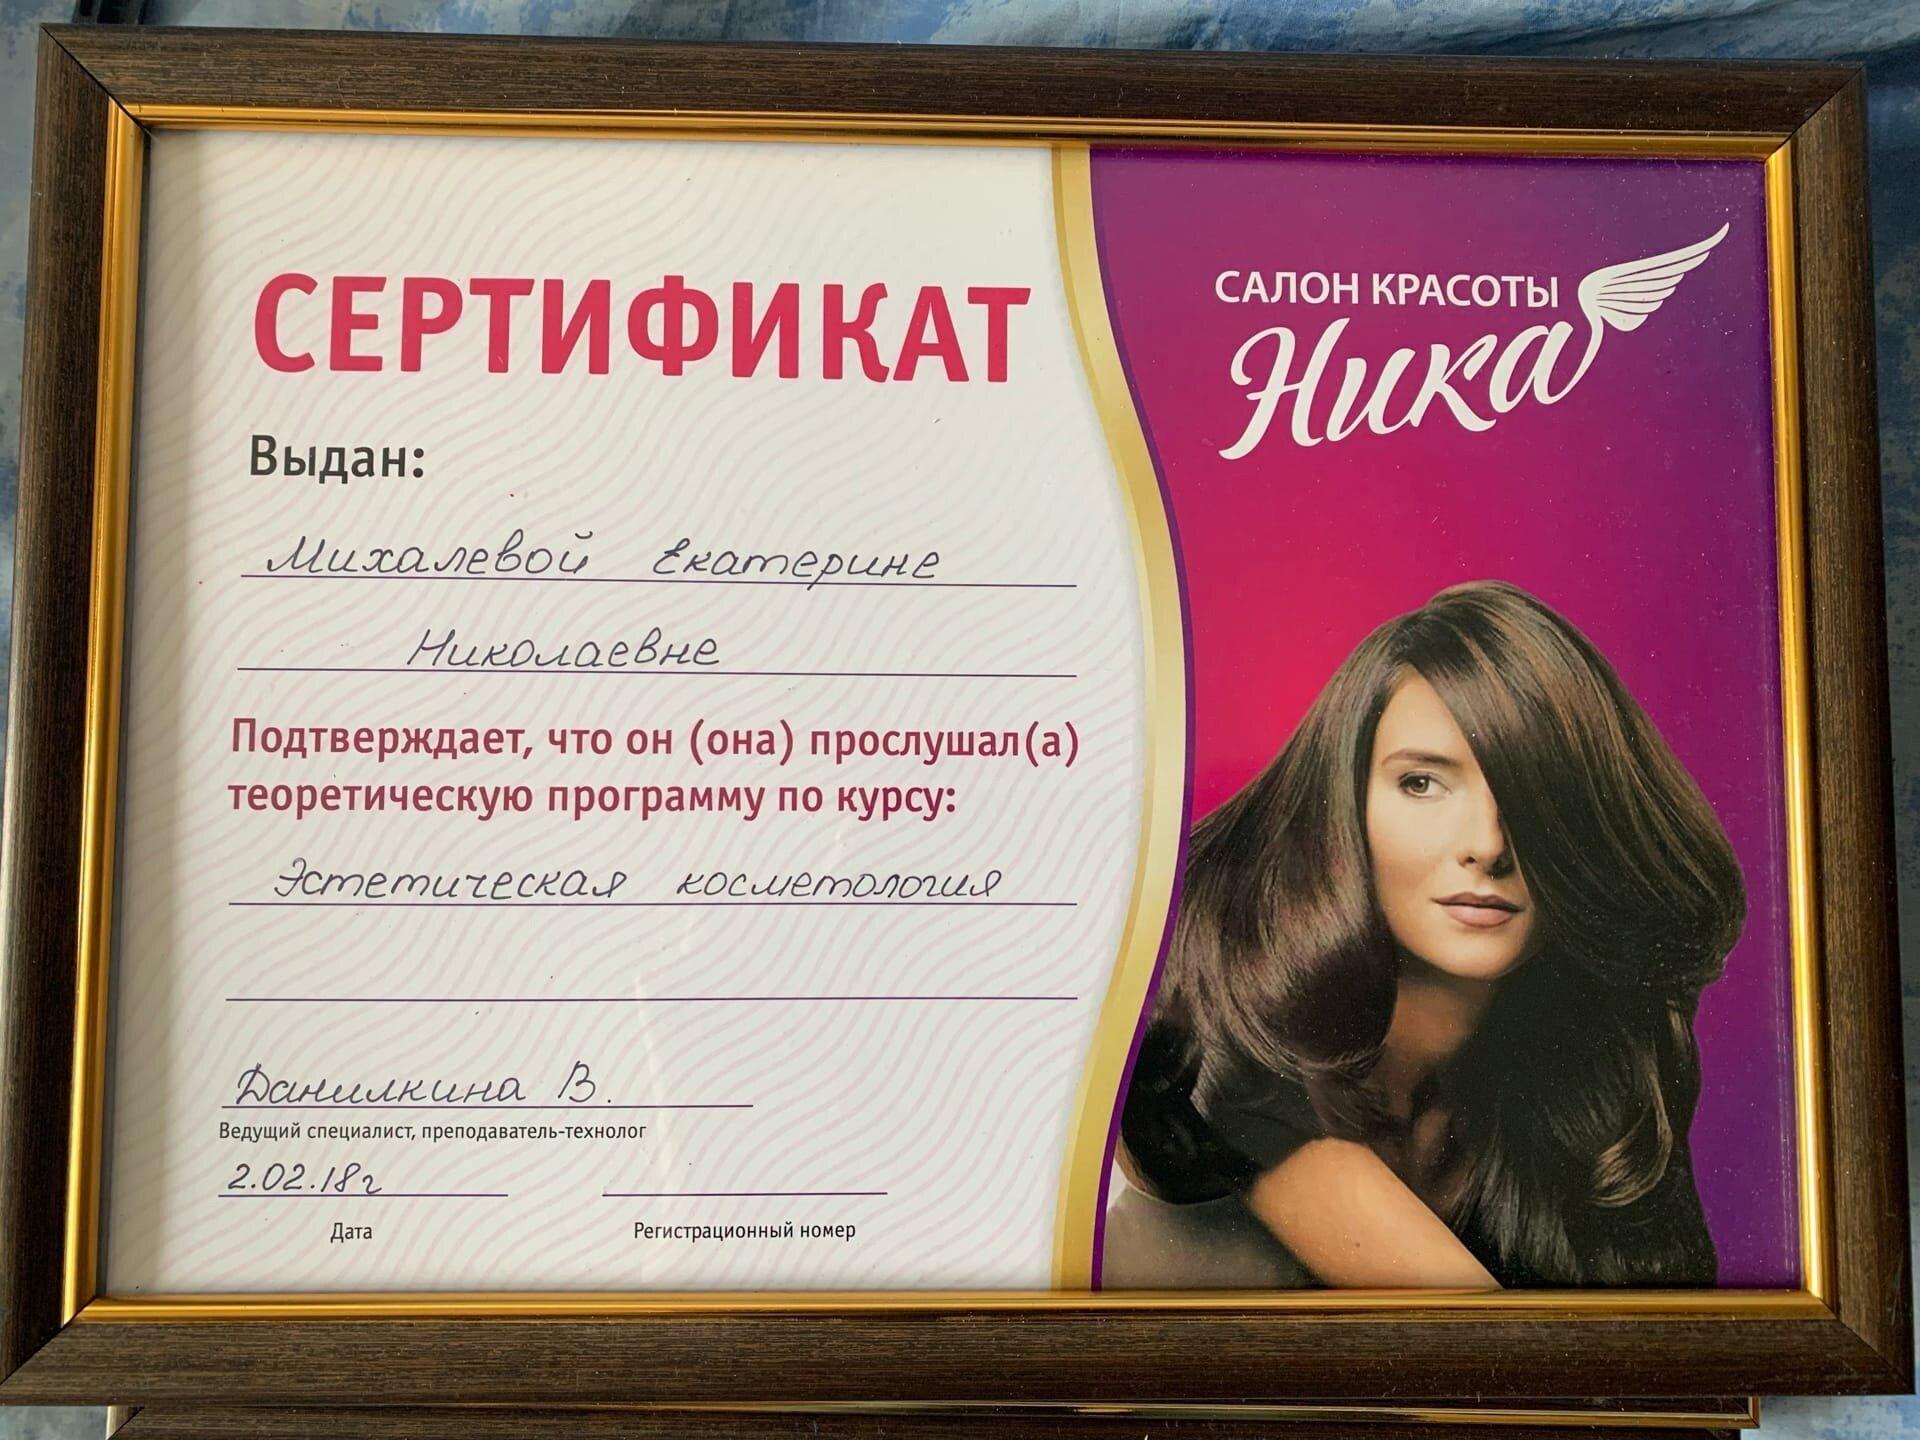 СЕРТИФИКАТ
Выдан:
Михалевой Екатерине
Николаевне
Подтверждает, что он (она) прослушал(а)
теоретическую программу по курсу:
Эстетическая косметология
Данилкина В.
Ведущий специалист, преподаватель-технолог
2.02.18г
Дата
Регистрационный номер
САЛОН КРАСОТЫ
Ника